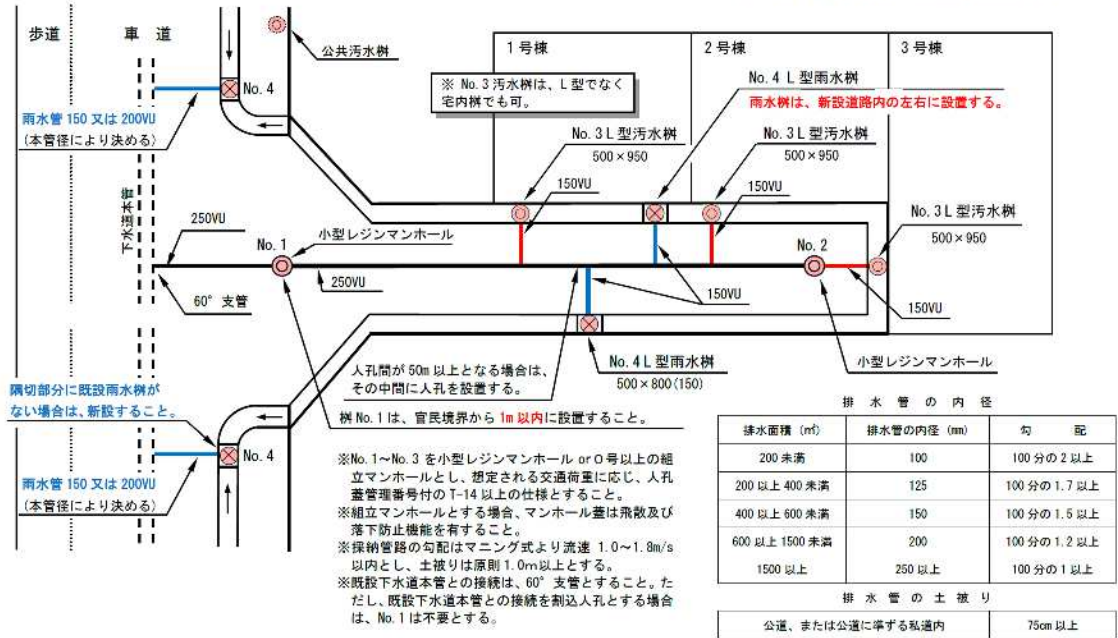 歩道
車道
公共汚水桝
No.4
雨水管 150 又は 200VU
(本管径により決める)
下水道本管
250VU
60° 支管
No.1
小型レジンマンホール
250VU
※ No.3 汚水桝は、L 型でなく
宅内桝でも可。
1 号棟
2 号棟
3 号棟
No.4 L 型雨水桝
雨水桝は、新設道路内の左右に設置する。
No.3 L 型汚水桝
500×950
No.3 L 型汚水桝
500×950
150VU
150VU
No.3 L 型汚水桝
500×950
No.2
150VU
150VU
小型レジンマンホール
No.4 L 型雨水桝
500×800(150)
人孔間が 50m 以上となる場合は、
その中間に人孔を設置する。
桝 No.1 は、官民境界から 1m 以内に設置すること。
隅切部分に既設雨水桝が
ない場合は、新設すること。
No.4
雨水管 150 又は 200VU
(本管径により決める)
※No.1～No.3 を小型レジンマンホール or 0 号以上の組
立マンホールとし、想定される交通荷重に応じ、人孔
蓋管理番号付の T-14 以上の仕様とすること。
※組立マンホールとする場合、マンホール蓋は飛散及び
落下防止機能を有すること。
※採納管路の勾配はマニング式より流速 1.0～1.8m/s
以内とし、土被りは原則 1.0m以上とする。
※既設下水道本管との接続は、60° 支管とすること。た
だし、既設下水道本管との接続を割込人孔とする場合
は、No.1 は不要とする。
排水管の内径
排水面積 (㎡) 排水管の内径 (mm) 勾配
200 未満 100 100 分の 2 以上
200 以上 400 未満 125 100 分の 1.7 以上
400 以上 600 未満 150 100 分の 1.5 以上
600 以上 1500 未満 200 100 分の 1.2 以上
1500 以上 250 以上 100 分の 1 以上
排水管の土被り
公道、または公道に準ずる私道内 75cm 以上